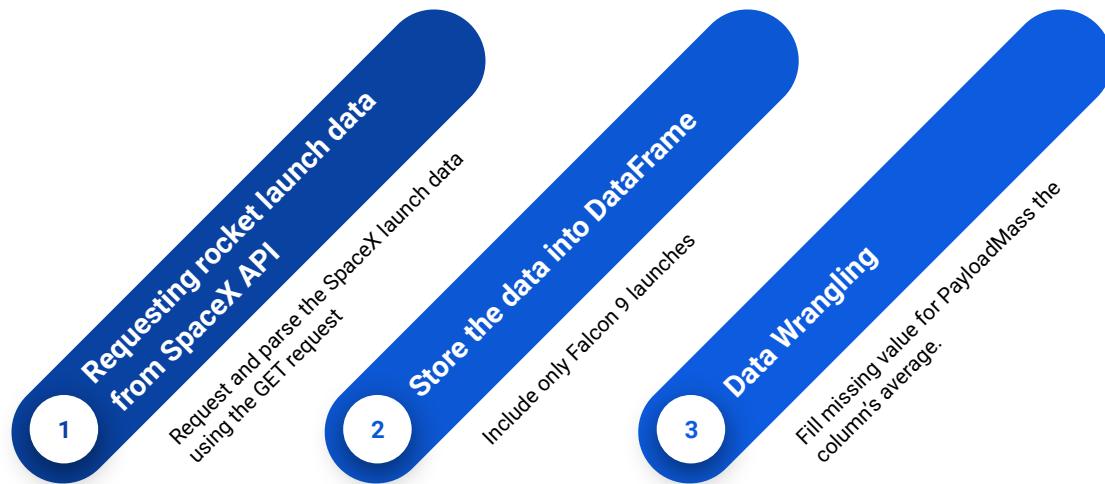 1
Requesting rocket launch data
from SpaceX API
Request and parse the SpaceX launch data
using the GET request
2
Store the data into DataFrame
Include only Falcon 9 launches
3
Data Wrangling
Fill missing value for PayloadMass the
column's average.